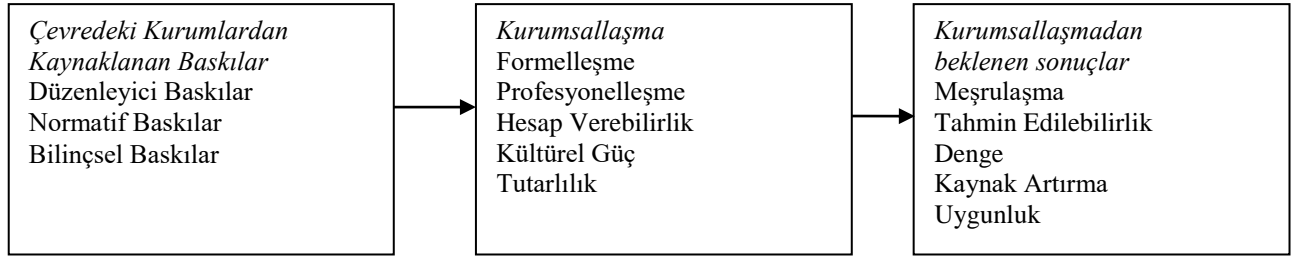 Çevredeki Kurumlardan
Kaynaklanan Baskılar
Düzenleyici Baskılar
Normatif Baskılar
Bilinçsel Baskılar
Kurumsallaşma
Formelleşme
Profesyonelleşme
Hesap Verebilirlik
Kültürel Güç
Tutarlılık
Kurumsallaşmadan
beklenen sonuçlar
Meşrulaşma
Tahmin Edilebilirlik
Denge
Kaynak Artırma
Uygunluk